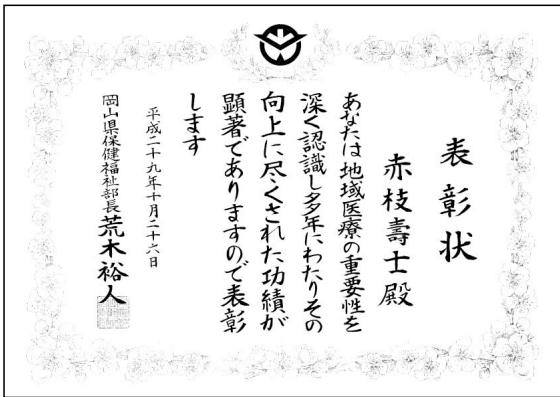 表彰状
赤枝壽士殿
あなたは地域医療の重要性を
深く認識し多年にわたりその
向上に尽くされた功績が
顕著でありますので表彰
します
平成二十九年十月二十六日
岡山県保健福祉部長 荒木裕人